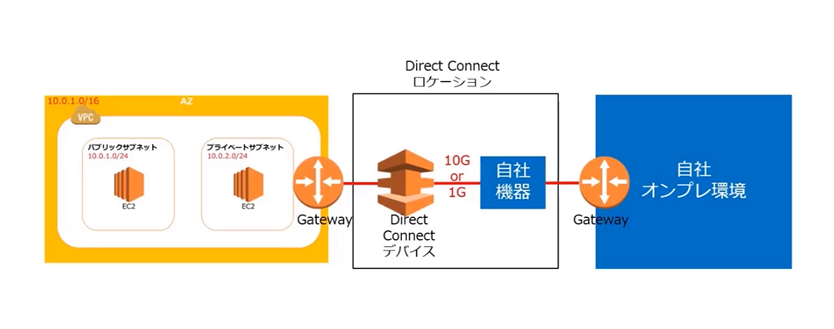 Direct Connect
ロケーション
10.0.1.0/16
AZ
VPC
パブリックサブネット
10.0.1.0/24
EC2
プライベートサブネット
10.0.2.0/24
EC2
Gateway
Direct
Connect
デバイス
10G
or
1G
自社
機器
Gateway
自社
オンプレ環境